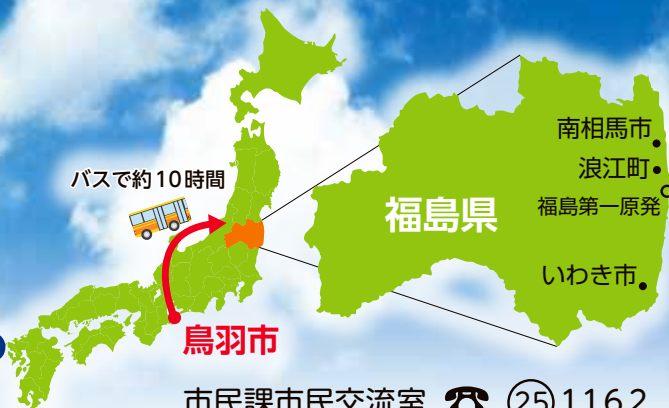 バスで約10時間
鳥羽市
福島県
南相馬市
浪江町
福島第一原発
いわき市
市民課市民交流室 ☎ ㉕1162